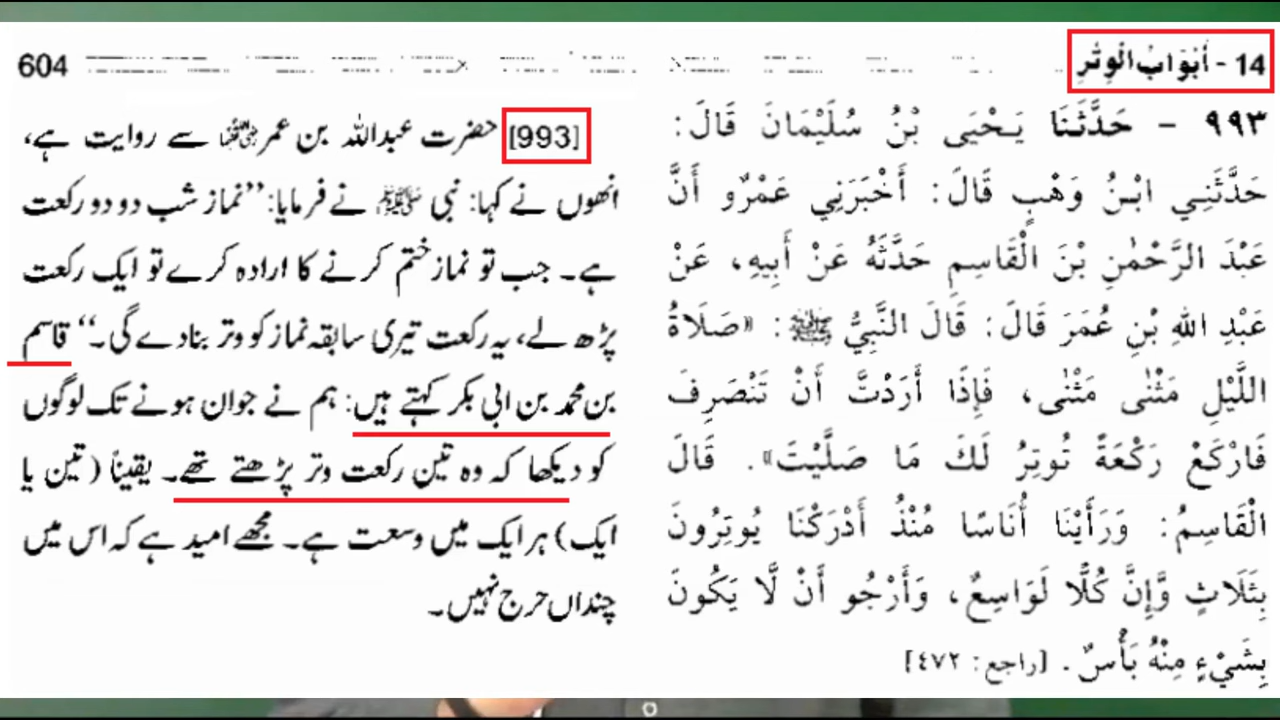 14 - أَبْوَابُ الْوِتْرِ
604
٩٩٣ - حَدَّثَنَا يَحْيَى بْنُ سُلَيْمَانَ قَالَ:
حَدَّثَنِي ابْنُ وَهْبٍ قَالَ: أَخْبَرَنِي عَمْرٌو أَنَّ
عَبْدَ الرَّحْمٰنِ بْنَ الْقَاسِمِ حَدَّثَهُ عَنْ أَبِيهِ، عَنْ
عَبْدِ اللهِ بْنِ عُمَرَ قَالَ: قَالَ النَّبِيُّ ﷺ: «صَلَاةُ
اللَّيْلِ مَثْنٰى مَثْنٰى، فَإِذَا أَرَدْتَّ أَنْ تَنْصَرِفَ
فَارْكَعْ رَكْعَةً تُوتِرُ لَكَ مَا صَلَّيْتَ». قَالَ
الْقَاسِمُ: وَرَأَيْنَا أُنَاسًا مُنْذُ أَدْرَكْنَا يُوتِرُونَ
بِثَلَاثٍ وَّإِنَّ كُلًّا لَوَاسِعٌ، وَأَرْجُو أَنْ لَّا يَكُونَ
بِشَيْءٍ مِنْهُ بَأْسٌ. [راجع: ٤٧٢]
[993] حضرت عبداللہ بن عمر رضی اللہ عنہما سے روایت ہے،
انھوں نے کہا: نبی ﷺ نے فرمایا: ’’نماز شب دو دو رکعت
ہے۔ جب تو نماز ختم کرنے کا ارادہ کرے تو ایک رکعت
پڑھ لے، یہ رکعت تیری سابقہ نماز کو وتر بنا دے گی۔‘‘ قاسم
بن محمد بن ابی بکر کہتے ہیں: ہم نے جوان ہونے تک لوگوں
کو دیکھا کہ وہ تین رکعت وتر پڑھتے تھے۔ یقیناً (تین یا
ایک) ہر ایک میں وسعت ہے۔ مجھے امید ہے کہ اس میں
چنداں حرج نہیں۔